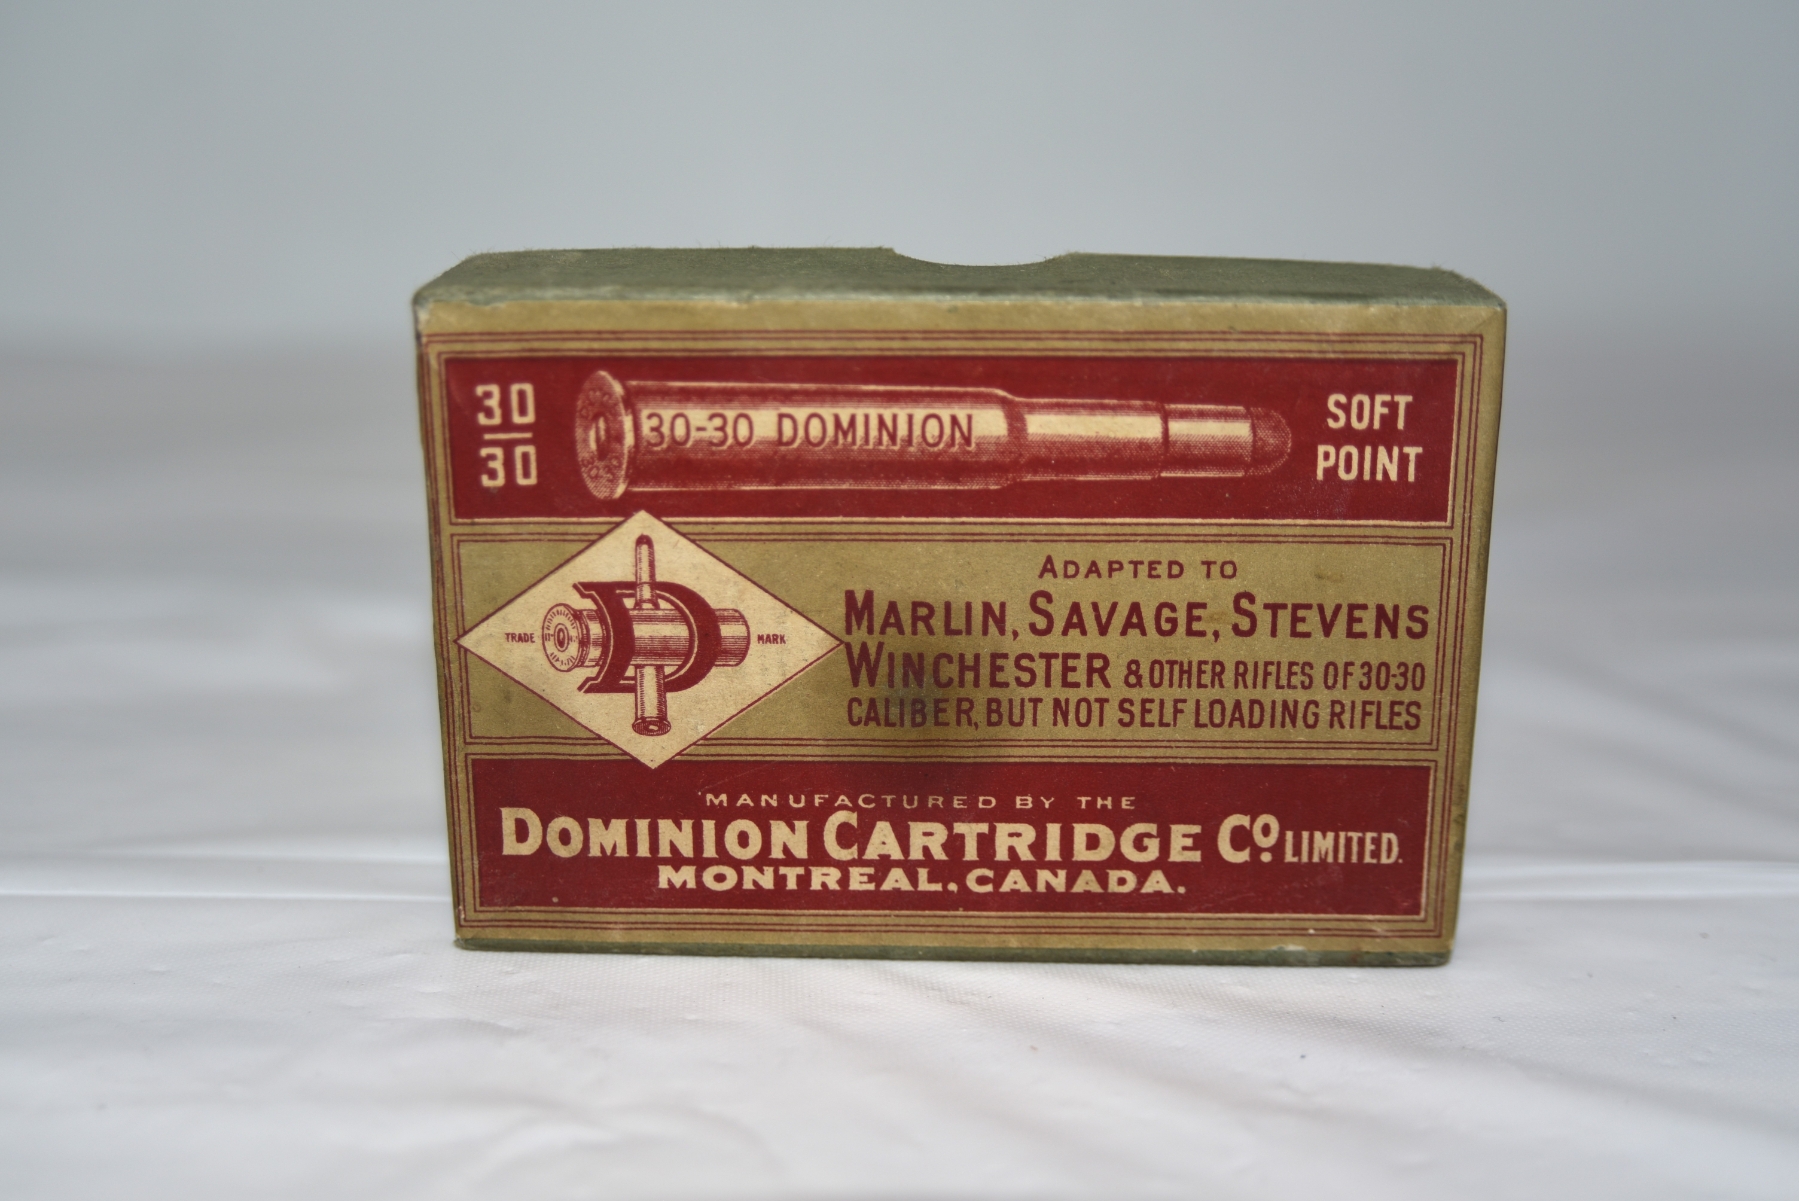 30
30
30-30 DOMINION
SOFT
POINT
TRADE
MARK
ADAPTED TO
MARLIN, SAVAGE, STEVENS
WINCHESTER & OTHER RIFLES OF 30-30
CALIBER, BUT NOT SELF LOADING RIFLES
MANUFACTURED BY THE
DOMINION CARTRIDGE CO. LIMITED.
MONTREAL, CANADA.